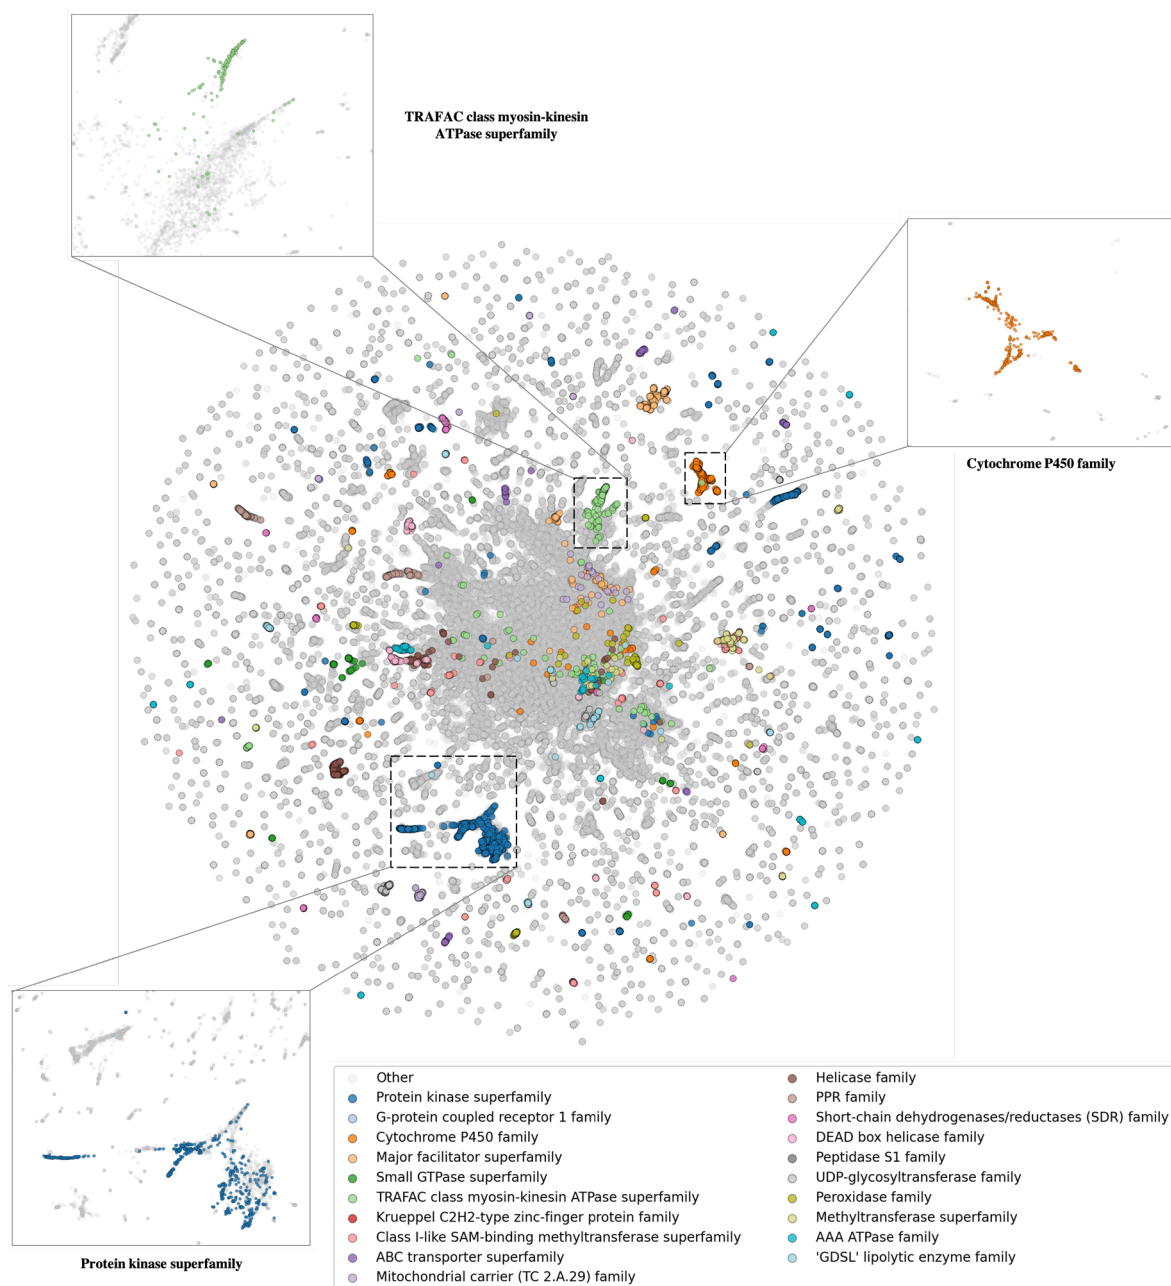 TRAFAC class myosin-kinesin
ATPase superfamily
Cytochrome P450 family
Protein kinase superfamily
Other
Protein kinase superfamily
G-protein coupled receptor 1 family
Cytochrome P450 family
Major facilitator superfamily
Small GTPase superfamily
TRAFAC class myosin-kinesin ATPase superfamily
Krueppel C2H2-type zinc-finger protein family
Class I-like SAM-binding methyltransferase superfamily
ABC transporter superfamily
Mitochondrial carrier (TC 2.A.29) family
Helicase family
PPR family
Short-chain dehydrogenases/reductases (SDR) family
DEAD box helicase family
Peptidase S1 family
UDP-glycosyltransferase family
Peroxidase family
Methyltransferase superfamily
AAA ATPase family
'GDSL' lipolytic enzyme family